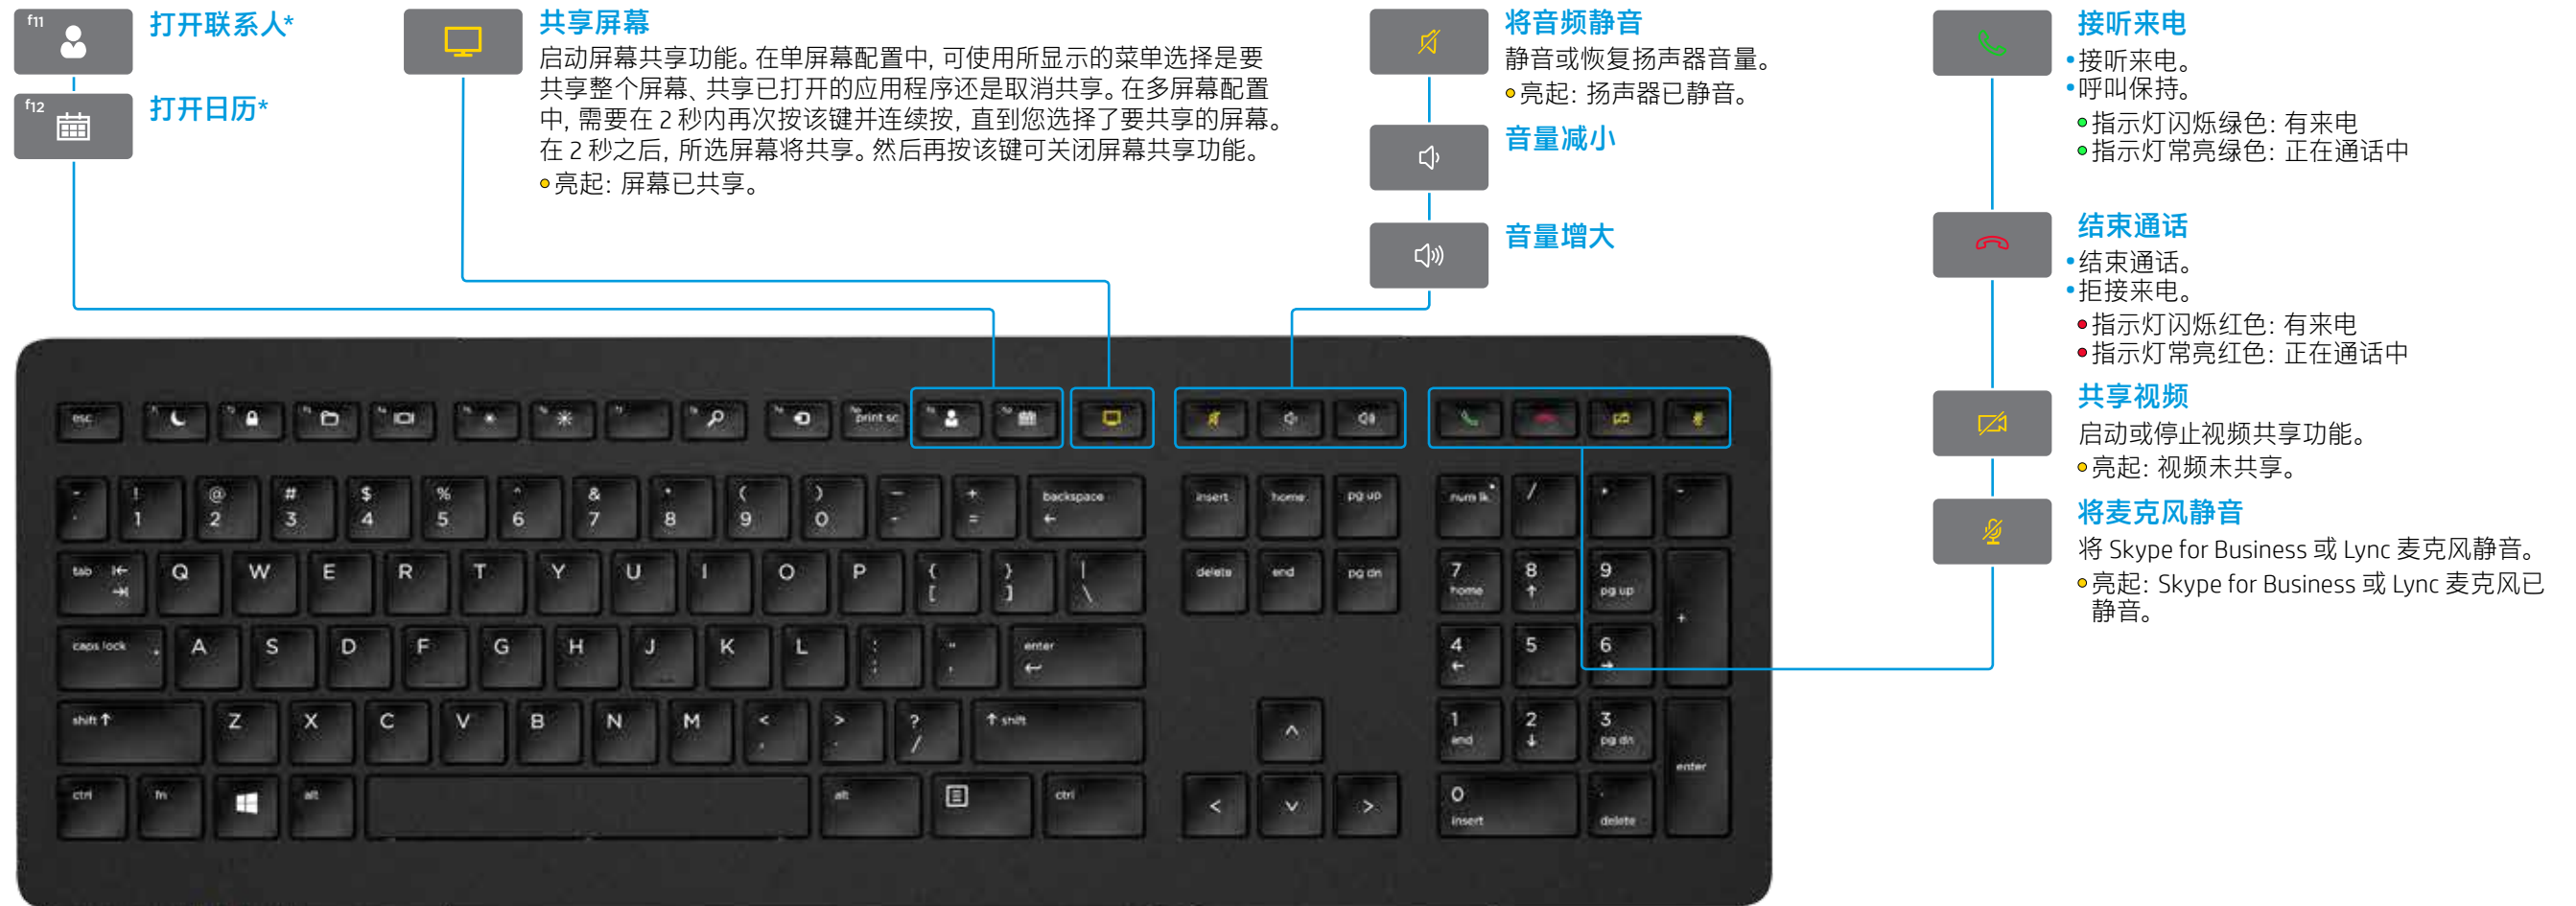 f11
打开联系人*
f12
打开日历*
共享屏幕
启动屏幕共享功能。在单屏幕配置中, 可使用所显示的菜单选择是要
共享整个屏幕、共享已打开的应用程序还是取消共享。在多屏幕配置
中, 需要在 2 秒内再次按该键并连续按, 直到您选择了要共享的屏幕。
在 2 秒之后, 所选屏幕将共享。然后再按该键可关闭屏幕共享功能。
亮起: 屏幕已共享。
将音频静音
静音或恢复扬声器音量。
亮起: 扬声器已静音。
音量减小
音量增大
接听来电
•接听来电。
•呼叫保持。
指示灯闪烁绿色: 有来电
指示灯常亮绿色: 正在通话中
结束通话
•结束通话。
•拒接来电。
指示灯闪烁红色: 有来电
指示灯常亮红色: 正在通话中
共享视频
启动或停止视频共享功能。
亮起: 视频未共享。
将麦克风静音
将 Skype for Business 或 Lync 麦克风静音。
亮起: Skype for Business 或 Lync 麦克风已
静音。
esc print sc
! @ # $ % ^ & * ( ) — + backspace
1 2 3 4 5 6 7 8 9 0 - =
insert home pg up num lk / * -
tab Q W E R T Y U I O P { } |
[ ] \
delete end pg dn 7 8 9 +
home pg up
caps lock A S D F G H J K L : " enter
; '
4 5 6
shift Z X C V B N M < > ? shift
, . /
1 2 3 enter
end pg dn
ctrl fn alt alt ctrl
0 .
insert delete